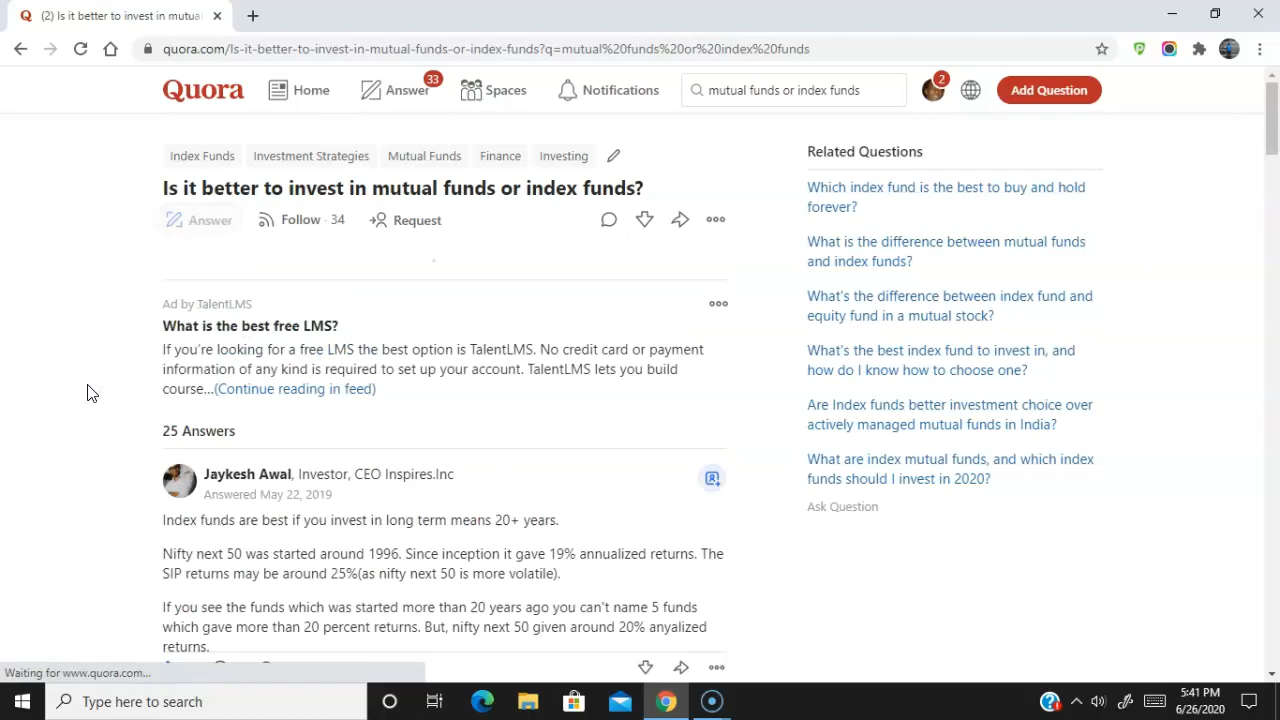 (2) Is it better to invest in mutua
quora.com/Is-it-better-to-invest-in-mutual-funds-or-index-funds?q=mutual%20funds%20or%20index%20funds
Quora
Home
Answer
33
Spaces
Notifications
mutual funds or index funds
2
Add Question
Index Funds
Investment Strategies
Mutual Funds
Finance
Investing
Is it better to invest in mutual funds or index funds?
Answer
Follow · 34
Request
Ad by TalentLMS
What is the best free LMS?
If you're looking for a free LMS the best option is TalentLMS. No credit card or payment
information of any kind is required to set up your account. TalentLMS lets you build
course...(Continue reading in feed)
25 Answers
Jaykesh Awal, Investor, CEO Inspires.Inc
Answered May 22, 2019
Index funds are best if you invest in long term means 20+ years.
Nifty next 50 was started around 1996. Since inception it gave 19% annualized returns. The
SIP returns may be around 25%(as nifty next 50 is more volatile).
If you see the funds which was started more than 20 years ago you can't name 5 funds
which gave more than 20 percent returns. But, nifty next 50 given around 20% anyalized
returns.
Related Questions
Which index fund is the best to buy and hold
forever?
What is the difference between mutual funds
and index funds?
What's the difference between index fund and
equity fund in a mutual stock?
What's the best index fund to invest in, and
how do I know how to choose one?
Are Index funds better investment choice over
actively managed mutual funds in India?
What are index mutual funds, and which index
funds should I invest in 2020?
Ask Question
Waiting for www.quora.com...
Type here to search
5:41 PM
6/26/2020